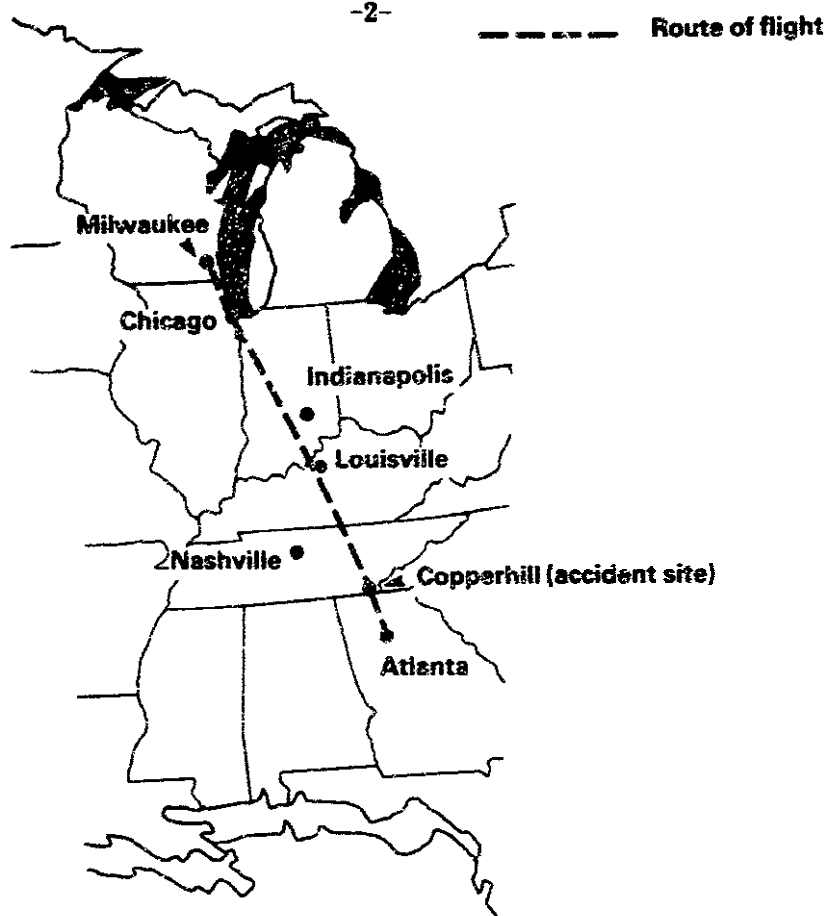 -2-
Route of flight
Milwaukee
Chicago
Indianapolis
Louisville
Nashville
Copperhill (accident site)
Atlanta